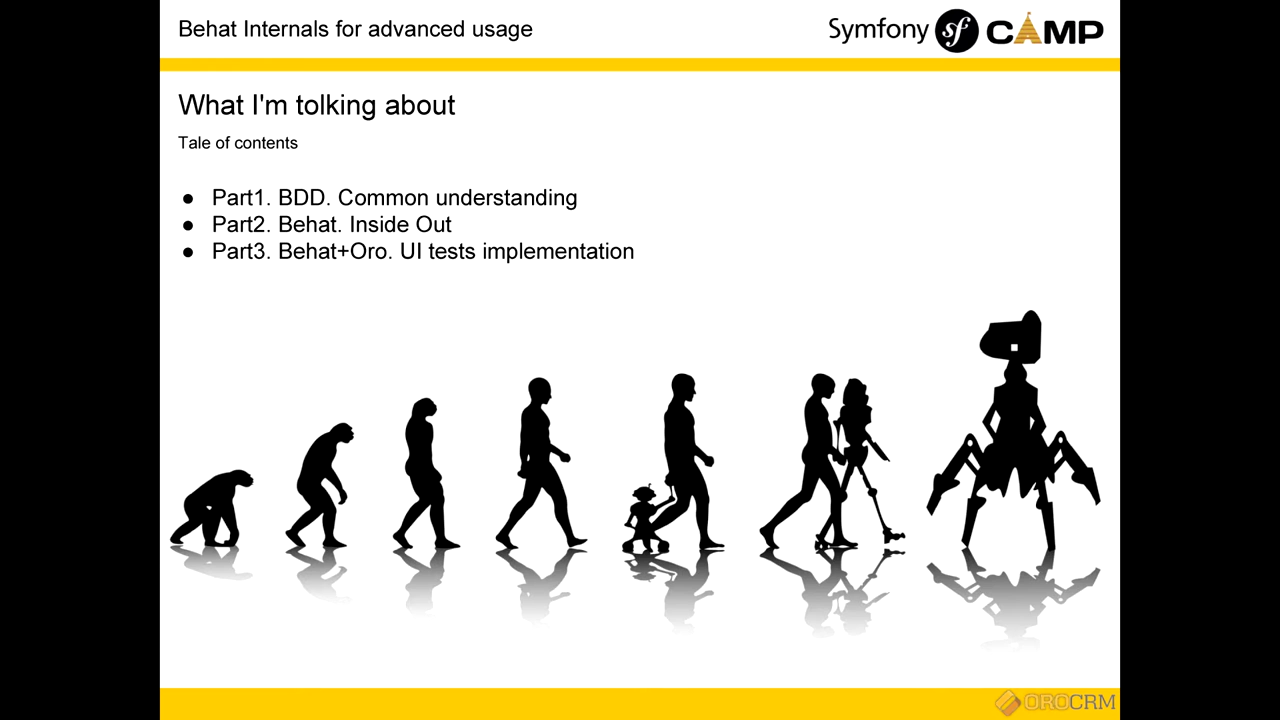 Behat Internals for advanced usage
Symfony sf CAMP
What I'm tolking about
Tale of contents
● Part1. BDD. Common understanding
● Part2. Behat. Inside Out
● Part3. Behat+Oro. UI tests implementation
OROCRM